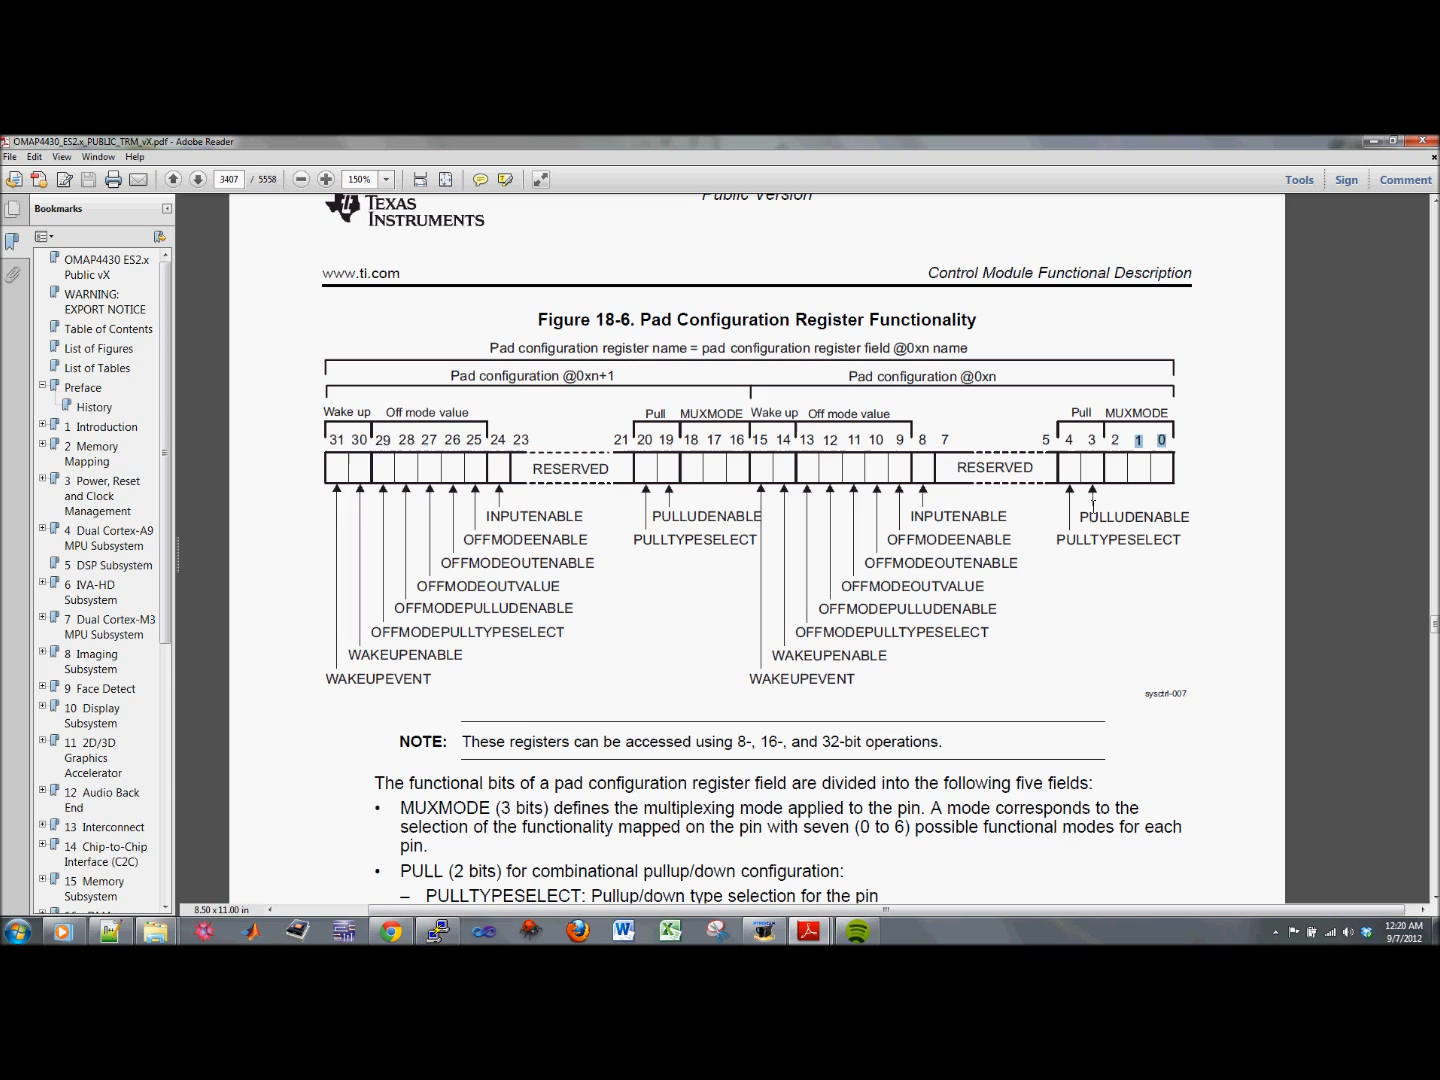 OMAP4430_ES2.x_PUBLIC_TRM_vX.pdf - Adobe Reader
File Edit View Window Help
3407 / 5558 150% Tools Sign Comment
Bookmarks
OMAP4430 ES2.x
Public vX
WARNING:
EXPORT NOTICE
Table of Contents
List of Figures
List of Tables
Preface
History
1 Introduction
2 Memory
Mapping
3 Power, Reset
and Clock
Management
4 Dual Cortex-A9
MPU Subsystem
5 DSP Subsystem
6 IVA-HD
Subsystem
7 Dual Cortex-M3
MPU Subsystem
8 Imaging
Subsystem
9 Face Detect
10 Display
Subsystem
11 2D/3D
Graphics
Accelerator
12 Audio Back
End
13 Interconnect
14 Chip-to-Chip
Interface (C2C)
15 Memory
Subsystem
Public Version
TEXAS
INSTRUMENTS
www.ti.com Control Module Functional Description
Figure 18-6. Pad Configuration Register Functionality
Pad configuration register name = pad configuration register field @0xn name
Pad configuration @0xn+1 Pad configuration @0xn
Wake up Off mode value Pull MUXMODE Wake up Off mode value Pull MUXMODE
31 30 29 28 27 26 25 24 23 21 20 19 18 17 16 15 14 13 12 11 10 9 8 7 5 4 3 2 1 0
RESERVED RESERVED
INPUTENABLE PULLUDENABLE INPUTENABLE PULLUDENABLE
OFFMODEENABLE PULLTYPESELECT OFFMODEENABLE PULLTYPESELECT
OFFMODEOUTENABLE OFFMODEOUTENABLE
OFFMODEOUTVALUE OFFMODEOUTVALUE
OFFMODEPULLUDENABLE OFFMODEPULLUDENABLE
OFFMODEPULLTYPESELECT OFFMODEPULLTYPESELECT
WAKEUPENABLE WAKEUPENABLE
WAKEUPEVENT WAKEUPEVENT
sysctrl-007
NOTE: These registers can be accessed using 8-, 16-, and 32-bit operations.
The functional bits of a pad configuration register field are divided into the following five fields:
• MUXMODE (3 bits) defines the multiplexing mode applied to the pin. A mode corresponds to the
selection of the functionality mapped on the pin with seven (0 to 6) possible functional modes for each
pin.
• PULL (2 bits) for combinational pullup/down configuration:
– PULLTYPESELECT: Pullup/down type selection for the pin
8.50 x 11.00 in
12:20 AM
9/7/2012